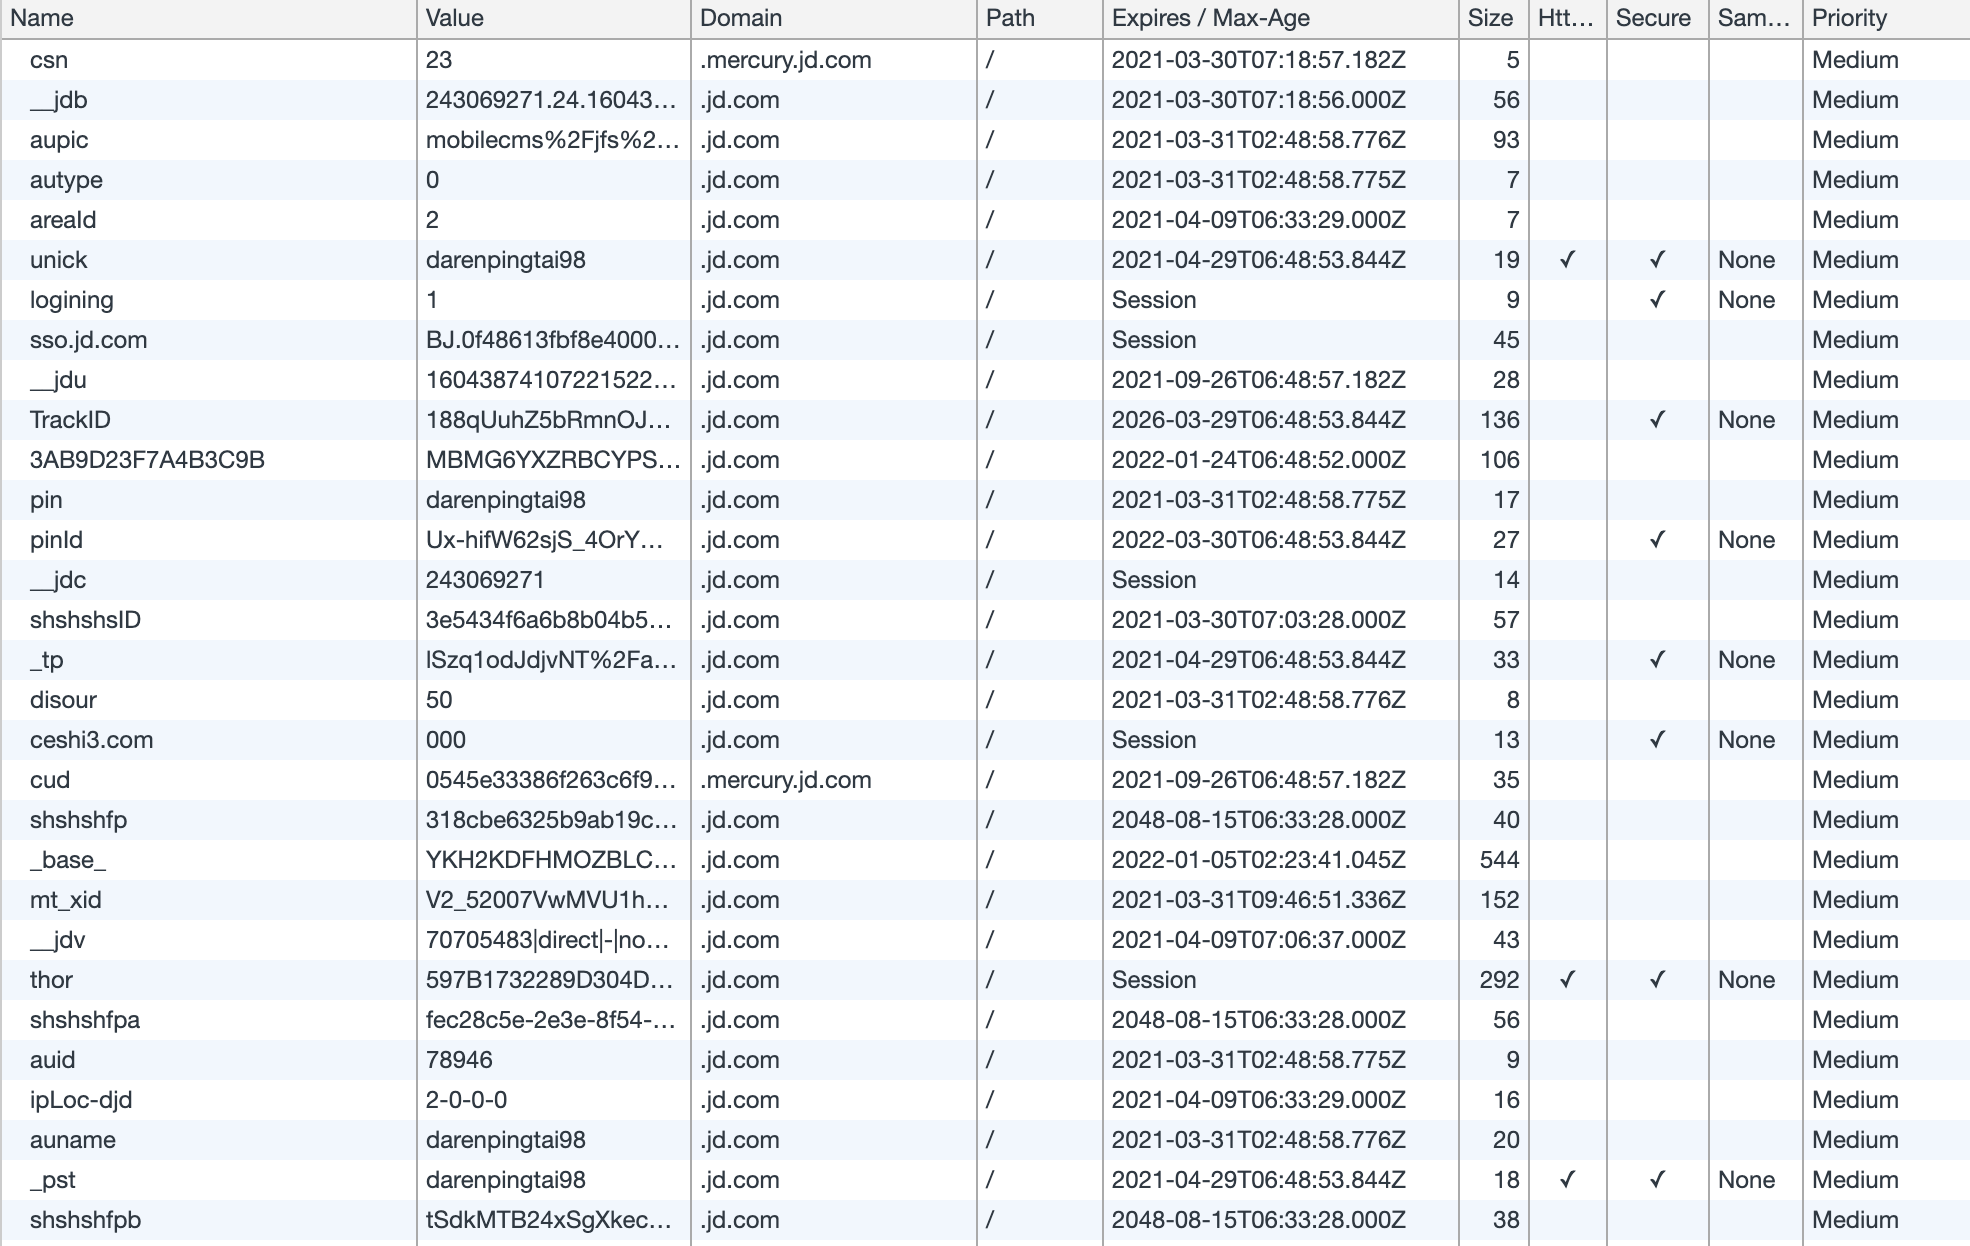 Name Value Domain Path Expires / Max-Age Size Htt… Secure Sam… Priority
csn 23 .mercury.jd.com / 2021-03-30T07:18:57.182Z 5 Medium
__jdb 243069271.24.16043… .jd.com / 2021-03-30T07:18:56.000Z 56 Medium
aupic mobilecms%2Fjfs%2… .jd.com / 2021-03-31T02:48:58.776Z 93 Medium
autype 0 .jd.com / 2021-03-31T02:48:58.775Z 7 Medium
areaId 2 .jd.com / 2021-04-09T06:33:29.000Z 7 Medium
unick darenpingtai98 .jd.com / 2021-04-29T06:48:53.844Z 19 ✓ ✓ None Medium
logining 1 .jd.com / Session 9 ✓ None Medium
sso.jd.com BJ.0f48613fbf8e4000… .jd.com / Session 45 Medium
__jdu 16043874107221522… .jd.com / 2021-09-26T06:48:57.182Z 28 Medium
TrackID 188qUuhZ5bRmnOJ… .jd.com / 2026-03-29T06:48:53.844Z 136 ✓ None Medium
3AB9D23F7A4B3C9B MBMG6YXZRBCYPS… .jd.com / 2022-01-24T06:48:52.000Z 106 Medium
pin darenpingtai98 .jd.com / 2021-03-31T02:48:58.775Z 17 Medium
pinId Ux-hifW62sjS_4OrY… .jd.com / 2022-03-30T06:48:53.844Z 27 ✓ None Medium
__jdc 243069271 .jd.com / Session 14 Medium
shshshsID 3e5434f6a6b8b04b5… .jd.com / 2021-03-30T07:03:28.000Z 57 Medium
_tp lSzq1odJdjvNT%2Fa… .jd.com / 2021-04-29T06:48:53.844Z 33 ✓ None Medium
disour 50 .jd.com / 2021-03-31T02:48:58.776Z 8 Medium
ceshi3.com 000 .jd.com / Session 13 ✓ None Medium
cud 0545e33386f263c6f9… .mercury.jd.com / 2021-09-26T06:48:57.182Z 35 Medium
shshshfp 318cbe6325b9ab19c… .jd.com / 2048-08-15T06:33:28.000Z 40 Medium
_base_ YKH2KDFHMOZBLC… .jd.com / 2022-01-05T02:23:41.045Z 544 Medium
mt_xid V2_52007VwMVU1h… .jd.com / 2021-03-31T09:46:51.336Z 152 Medium
__jdv 70705483|direct|-|no… .jd.com / 2021-04-09T07:06:37.000Z 43 Medium
thor 597B1732289D304D… .jd.com / Session 292 ✓ ✓ None Medium
shshshfpa fec28c5e-2e3e-8f54-… .jd.com / 2048-08-15T06:33:28.000Z 56 Medium
auid 78946 .jd.com / 2021-03-31T02:48:58.775Z 9 Medium
ipLoc-djd 2-0-0-0 .jd.com / 2021-04-09T06:33:29.000Z 16 Medium
auname darenpingtai98 .jd.com / 2021-03-31T02:48:58.776Z 20 Medium
_pst darenpingtai98 .jd.com / 2021-04-29T06:48:53.844Z 18 ✓ ✓ None Medium
shshshfpb tSdkMTB24xSgXkec… .jd.com / 2048-08-15T06:33:28.000Z 38 Medium